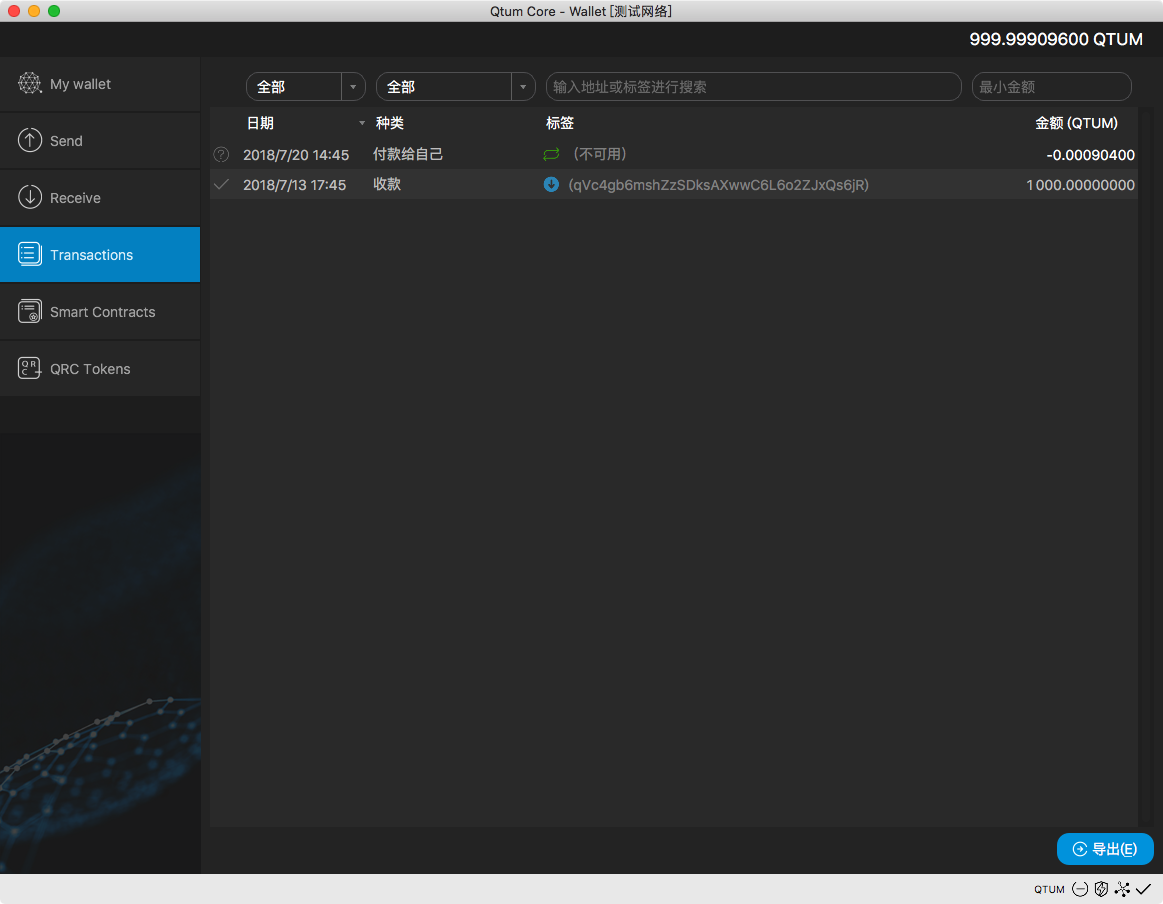 Qtum Core - Wallet [测试网络]
999.99909600 QTUM
My wallet
Send
Receive
Transactions
Smart Contracts
QRC
QRC Tokens
全部 全部 输入地址或标签进行搜索 最小金额
日期 种类 标签 金额 (QTUM)
2018/7/20 14:45 付款给自己 (不可用) -0.00090400
2018/7/13 17:45 收款 (qVc4gb6mshZzSDksAXwwC6L6o2ZJxQs6jR) 1 000.00000000
导出(E)
QTUM